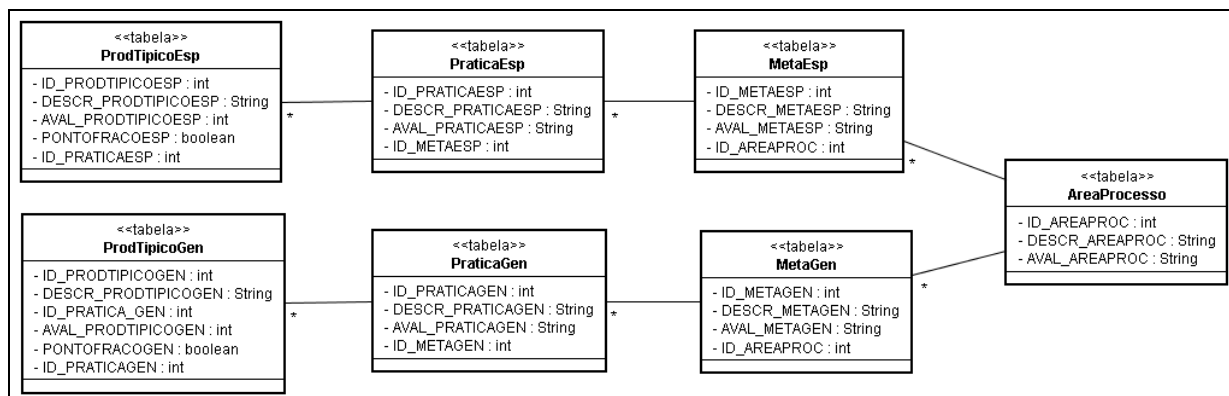 <<tabela>>
ProdTipicoEsp
- ID_PRODTIPICOESP : int
- DESCR_PRODTIPICOESP : String
- AVAL_PRODTIPICOESP : int
- PONTOFRACOESP : boolean
- ID_PRATICAESP : int
*
<<tabela>>
PraticaEsp
- ID_PRATICAESP : int
- DESCR_PRATICAESP : String
- AVAL_PRATICAESP : String
- ID_METAESP : int
*
<<tabela>>
MetaEsp
- ID_METAESP : int
- DESCR_METAESP : String
- AVAL_METAESP : String
- ID_AREAPROC : int
*
<<tabela>>
AreaProcesso
- ID_AREAPROC : int
- DESCR_AREAPROC : String
- AVAL_AREAPROC : String
<<tabela>>
ProdTipicoGen
- ID_PRODTIPICOGEN : int
- DESCR_PRODTIPICOGEN : String
- ID_PRATICA_GEN : int
- AVAL_PRODTIPICOGEN : int
- PONTOFRACOGEN : boolean
- ID_PRATICAGEN : int
*
<<tabela>>
PraticaGen
- ID_PRATICAGEN : int
- DESCR_PRATICAGEN : String
- AVAL_PRATICAGEN : String
- ID_METAGEN : int
*
<<tabela>>
MetaGen
- ID_METAGEN : int
- DESCR_METAGEN : String
- AVAL_METAGEN : String
- ID_AREAPROC : int
*